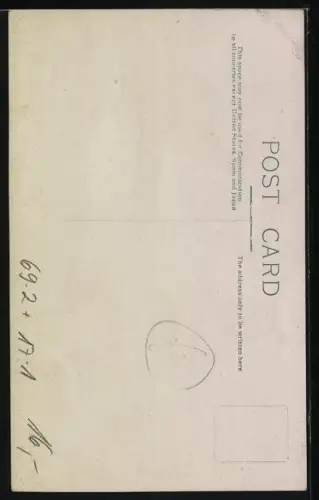 POST CARD
This space may now be used for Communication
to all countries except United States, Spain and Japan
The address only to be written here
69.2 + 17.1
16,-